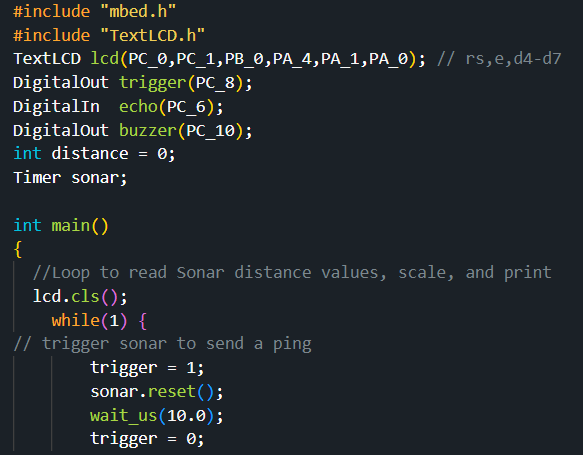 #include "mbed.h"
#include "TextLCD.h"
TextLCD lcd(PC_0,PC_1,PB_0,PA_4,PA_1,PA_0); // rs,e,d4-d7
DigitalOut trigger(PC_8);
DigitalIn  echo(PC_6);
DigitalOut buzzer(PC_10);
int distance = 0;
Timer sonar;

int main()
{
  //Loop to read Sonar distance values, scale, and print
  lcd.cls();
    while(1) {
// trigger sonar to send a ping
        trigger = 1;
        sonar.reset();
        wait_us(10.0);
        trigger = 0;